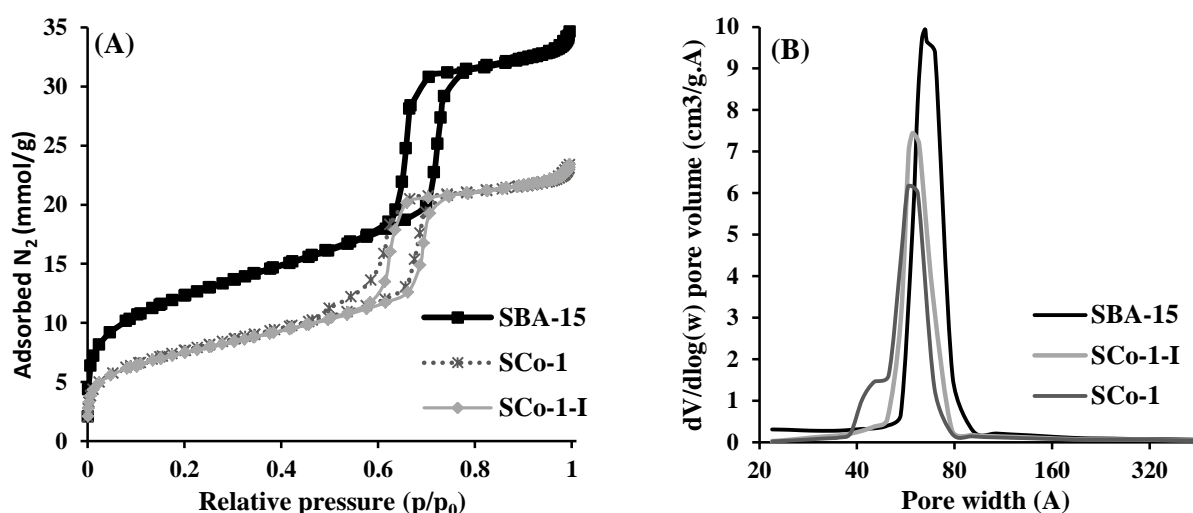 (A)
Adsorbed N₂ (mmol/g)
35
30
25
20
15
10
5
0
0
0.2
0.4
0.6
0.8
1
Relative pressure (p/p₀)
SBA-15
SCo-1
SCo-1-I
(B)
dV/dlog(w) pore volume (cm3/g.A)
10
9
8
7
6
5
4
3
2
1
0
20
40
80
160
320
Pore width (A)
SBA-15
SCo-1-I
SCo-1